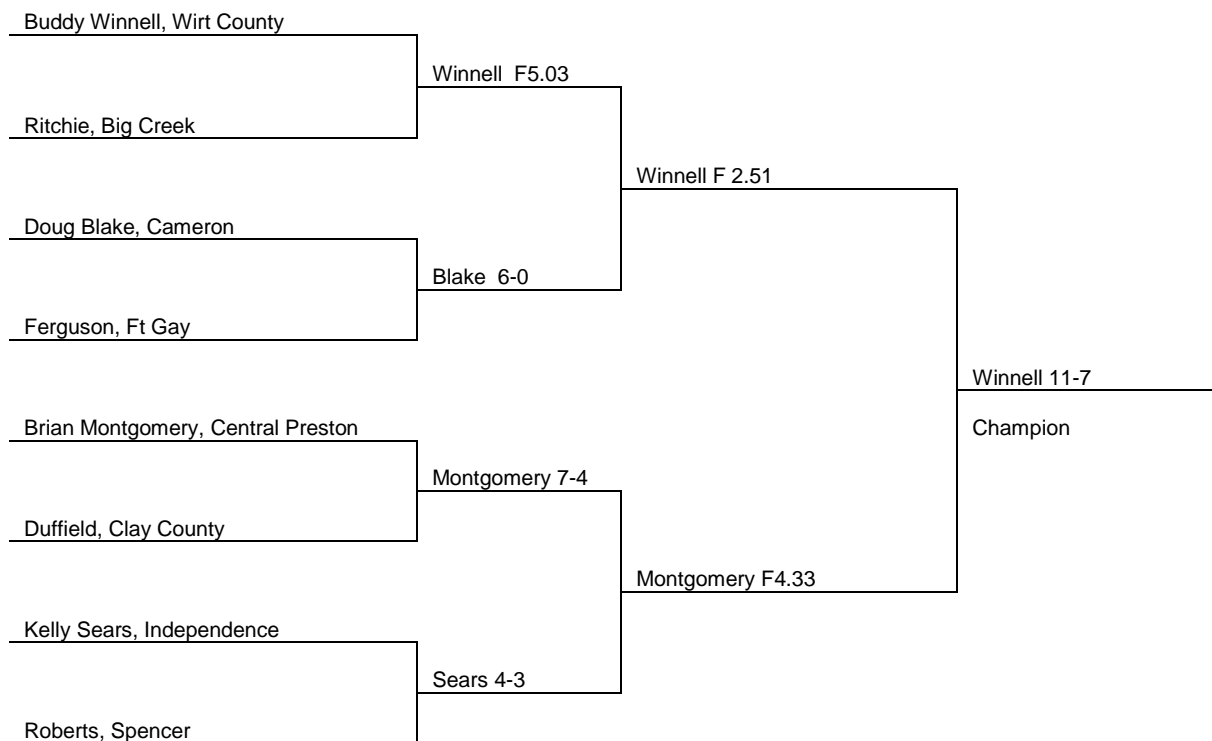 Buddy Winnell, Wirt County
Winnell  F5.03
Ritchie, Big Creek
Winnell F 2.51
Doug Blake, Cameron
Blake  6-0
Ferguson, Ft Gay
Winnell 11-7
Brian Montgomery, Central Preston
Champion
Montgomery 7-4
Duffield, Clay County
Montgomery F4.33
Kelly Sears, Independence
Sears 4-3
Roberts, Spencer